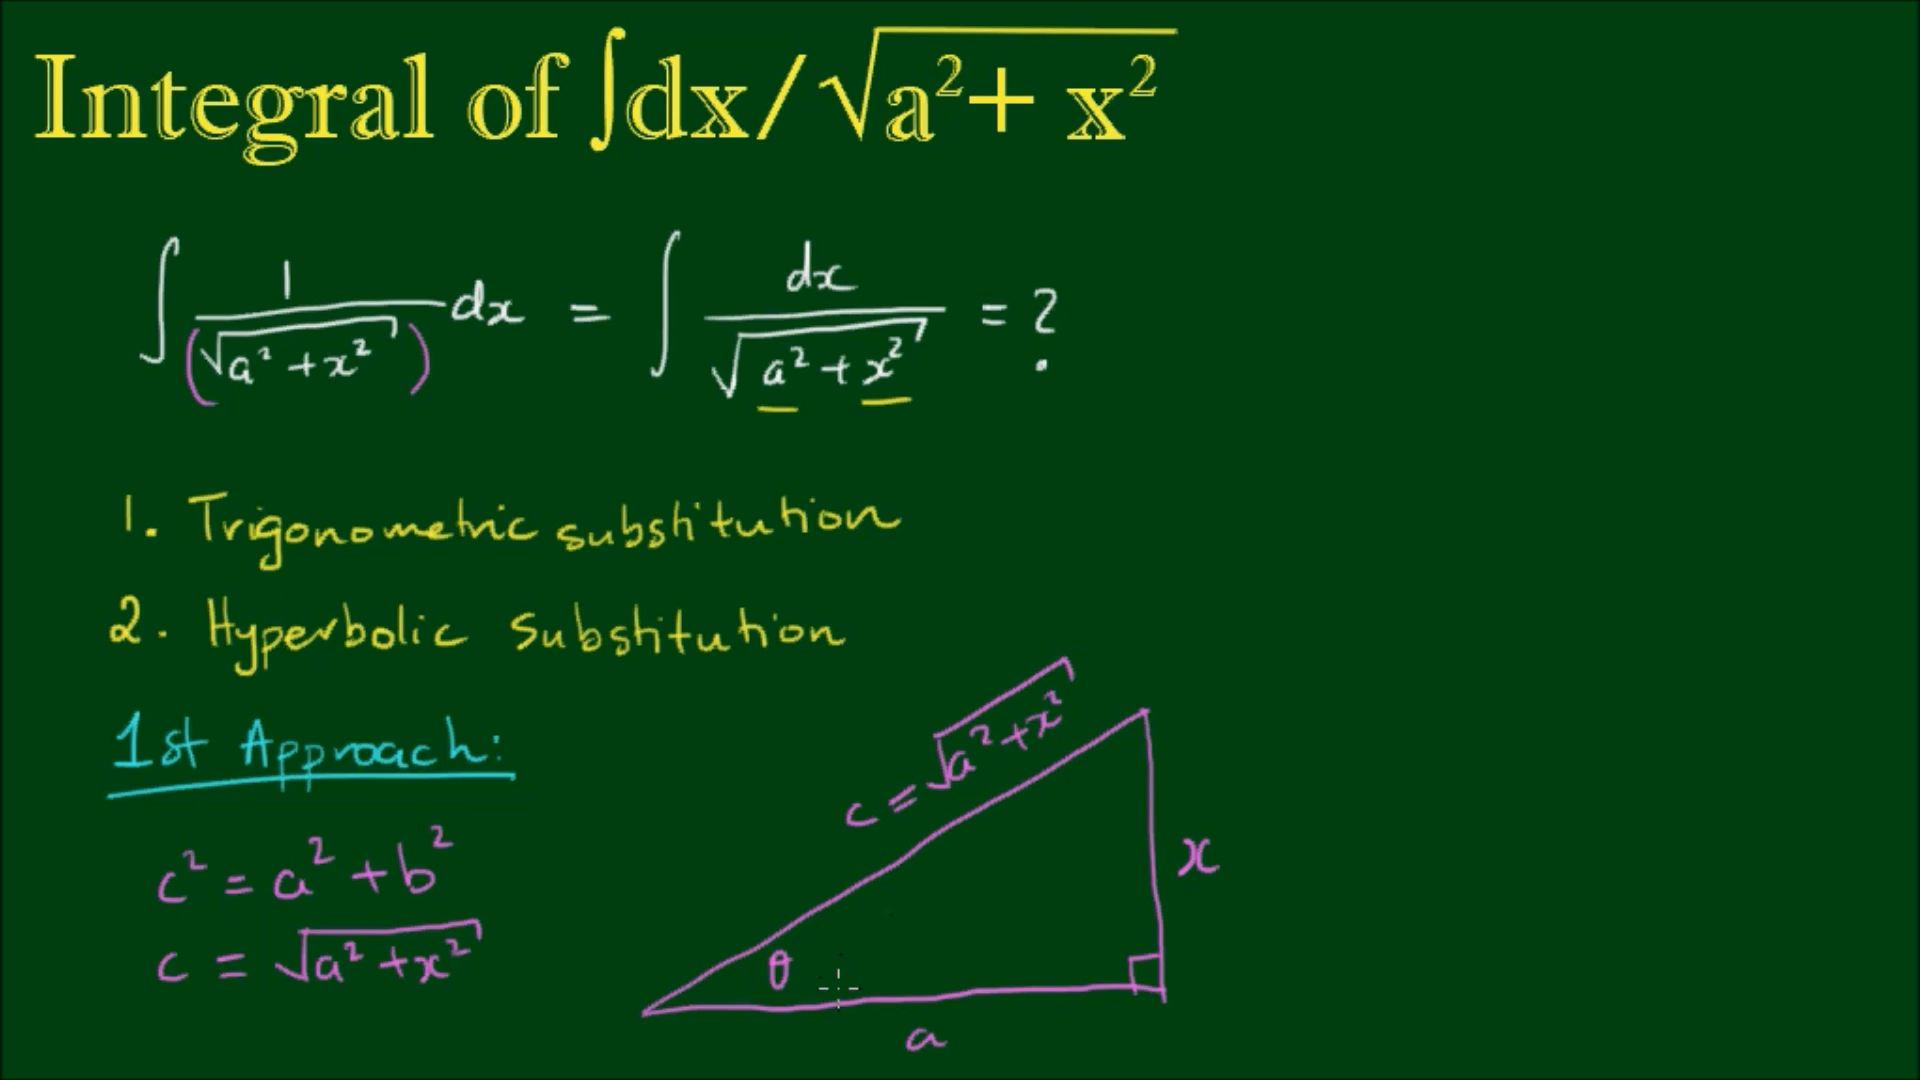 Integral of ∫dx/√a²+ x²
∫ 1/(√a²+x²) dx = ∫ dx/√a²+x² = ?
1. Trigonometric substitution
2. Hyperbolic Substitution
1st Approach:
c² = a² + b²
c = √a²+x²
c = √a²+x²
x
θ
a